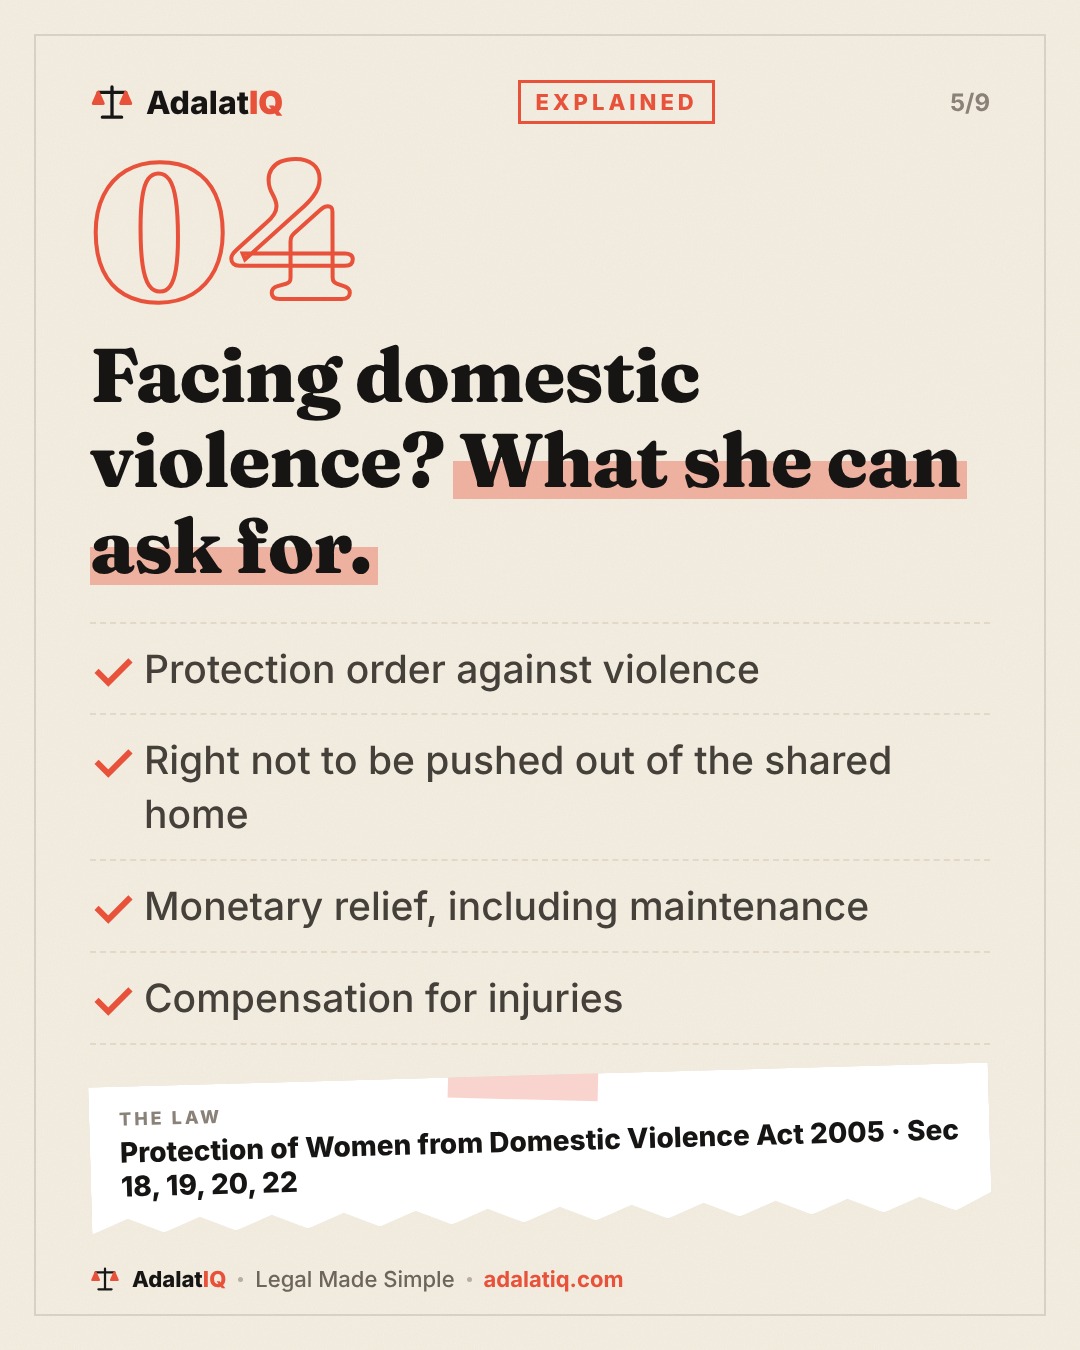 AdalatIQ
EXPLAINED
5/9
04
Facing domestic
violence? What she can
ask for.
Protection order against violence
Right not to be pushed out of the shared
home
Monetary relief, including maintenance
Compensation for injuries
THE LAW
Protection of Women from Domestic Violence Act 2005 · Sec
18, 19, 20, 22
AdalatIQ • Legal Made Simple • adalatiq.com